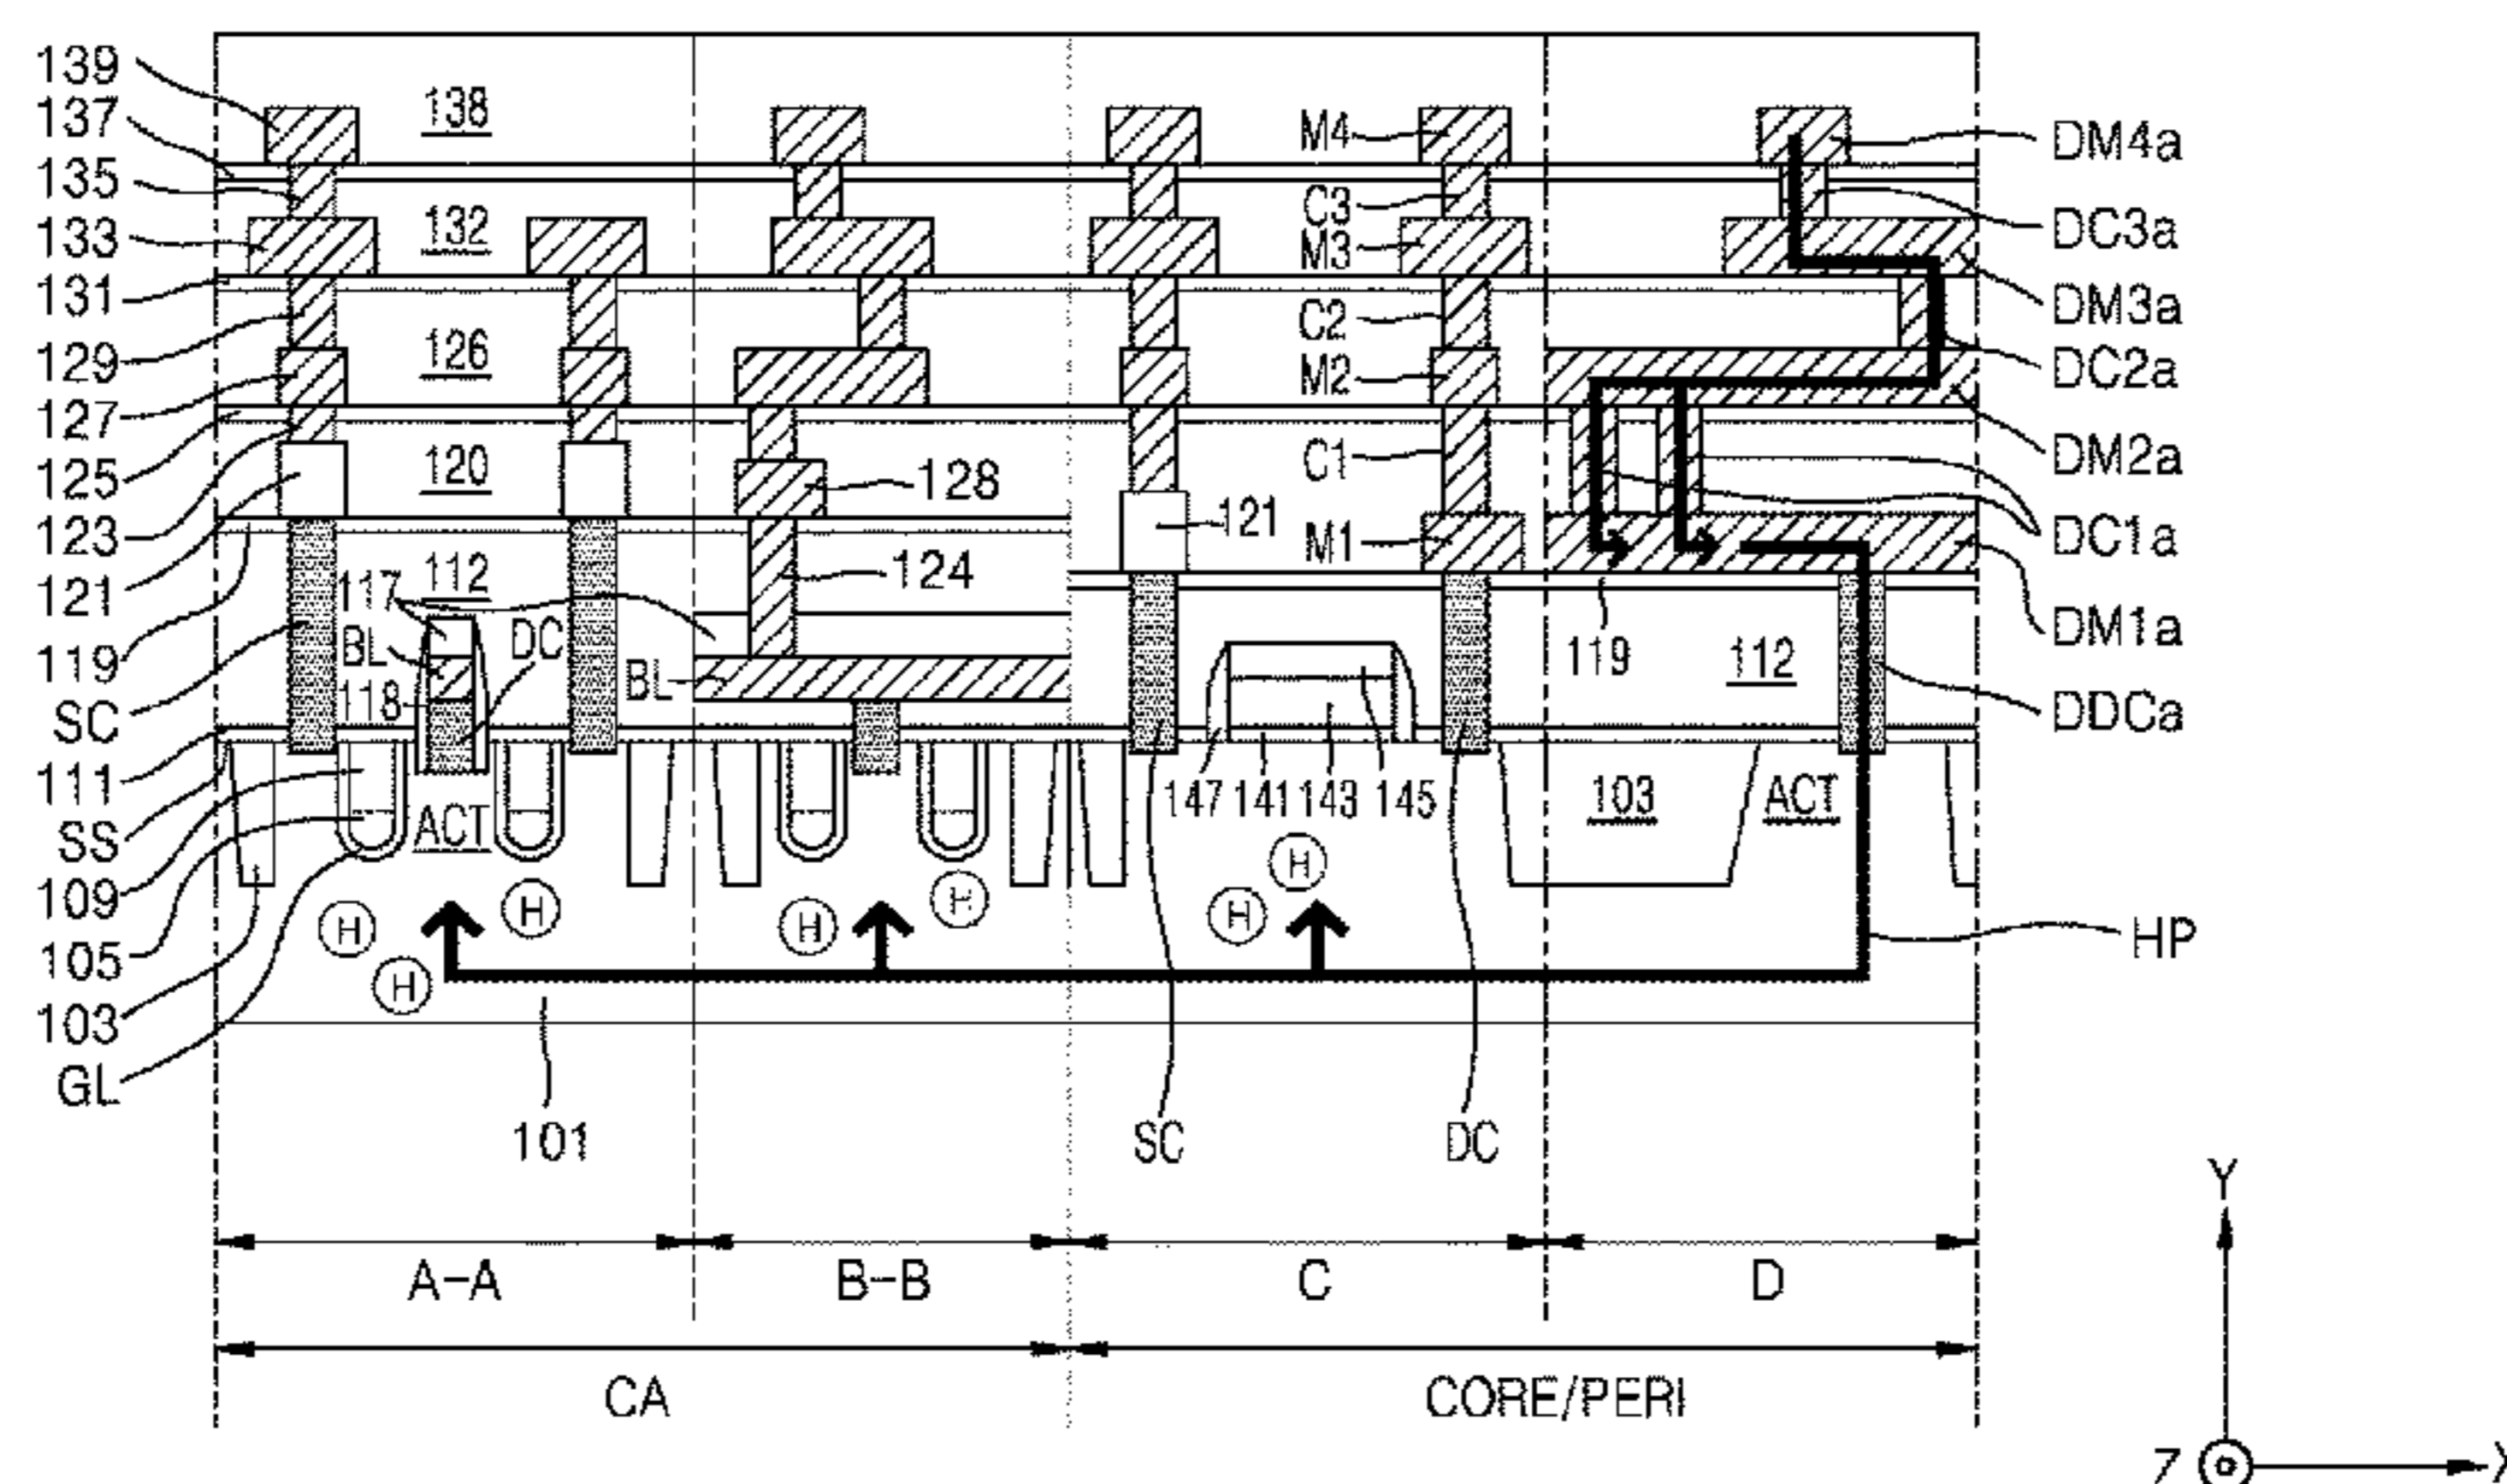 139
137
135
133
131
129
127
125
123
121
119
SC
111
SS
109
105
103
GL
138
132
126
120
112
117
BL
118
DC
ACT
128
124
BL
121
M4
C3
M3
C2
M2
C1
M1
119
112
147 141 143 145
103
ACT
H
H
H
H
H
H
H
101
SC
DC
DM4a
DC3a
DM3a
DC2a
DM2a
DC1a
DM1a
DDCa
HP
A-A
B-B
C
D
CA
CORE/PERI
Y
Z
X